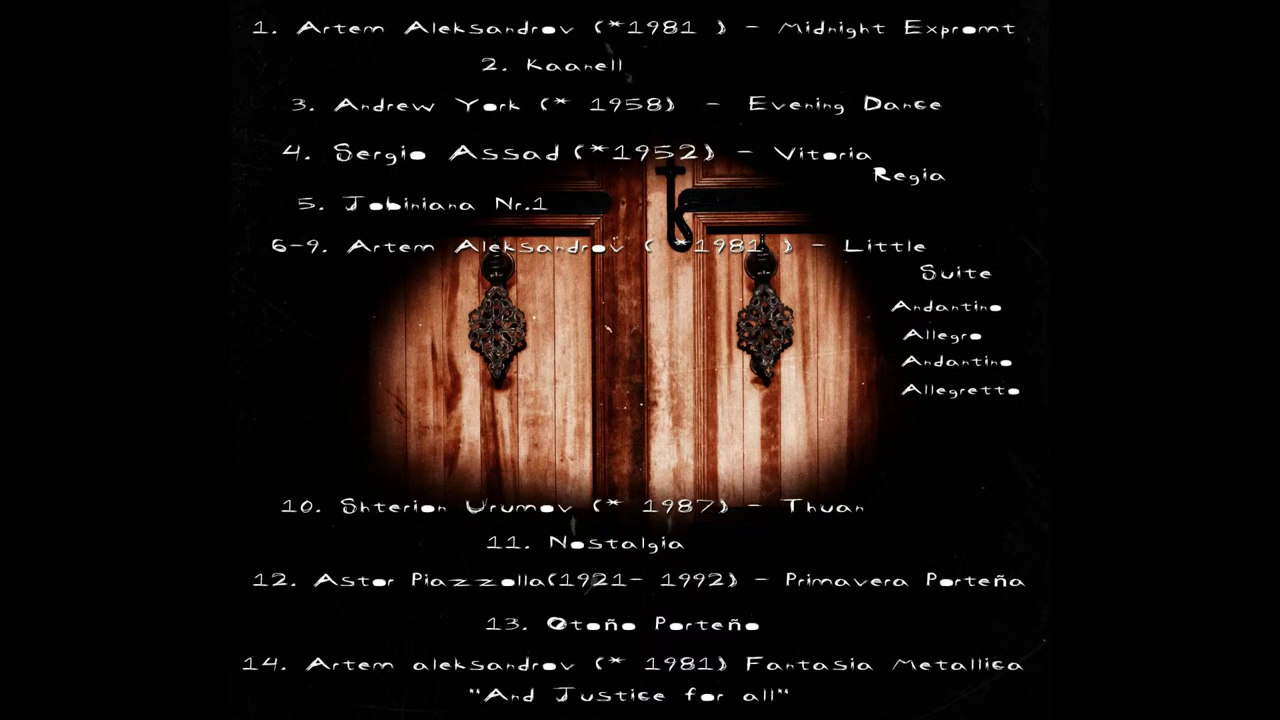 1. Artem Aleksandrov (*1981 ) - Midnight Expromt
2. Kaanell
3. Andrew York (* 1958) - Evening Dance
4. Sergio Assad (*1952) - Vitoria
Regia
5. Jobiniana Nr.1
6-9. Artem Aleksandrov ( *1981 ) - Little
Suite
Andantino
Allegro
Andantino
Allegretto
10. Shterion Urumov (* 1987) - Thuan
11. Nostalgia
12. Astor Piazzolla(1921- 1992) - Primavera Porteña
13. Otoño Porteño
14. Artem aleksandrov (* 1981) Fantasia Metallica
"And Justice for all"